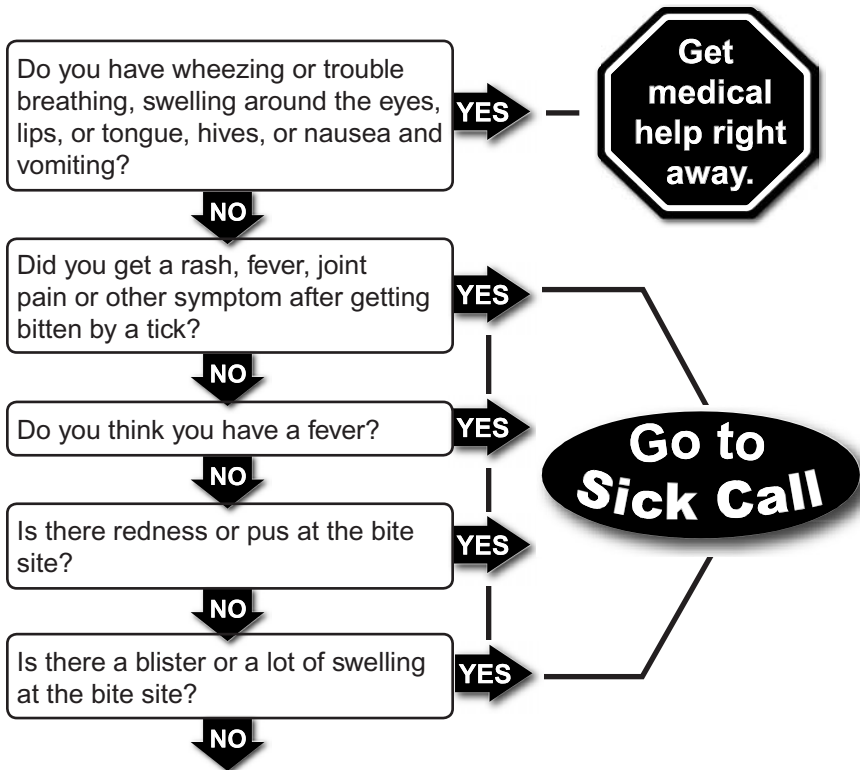 Do you have wheezing or trouble
breathing, swelling around the eyes,
lips, or tongue, hives, or nausea and
vomiting?
YES
Get
medical
help right
away.
NO
Did you get a rash, fever, joint
pain or other symptom after getting
bitten by a tick?
YES
NO
Do you think you have a fever?
YES
Go to
Sick Call
NO
Is there redness or pus at the bite
site?
YES
NO
Is there a blister or a lot of swelling
at the bite site?
YES
NO